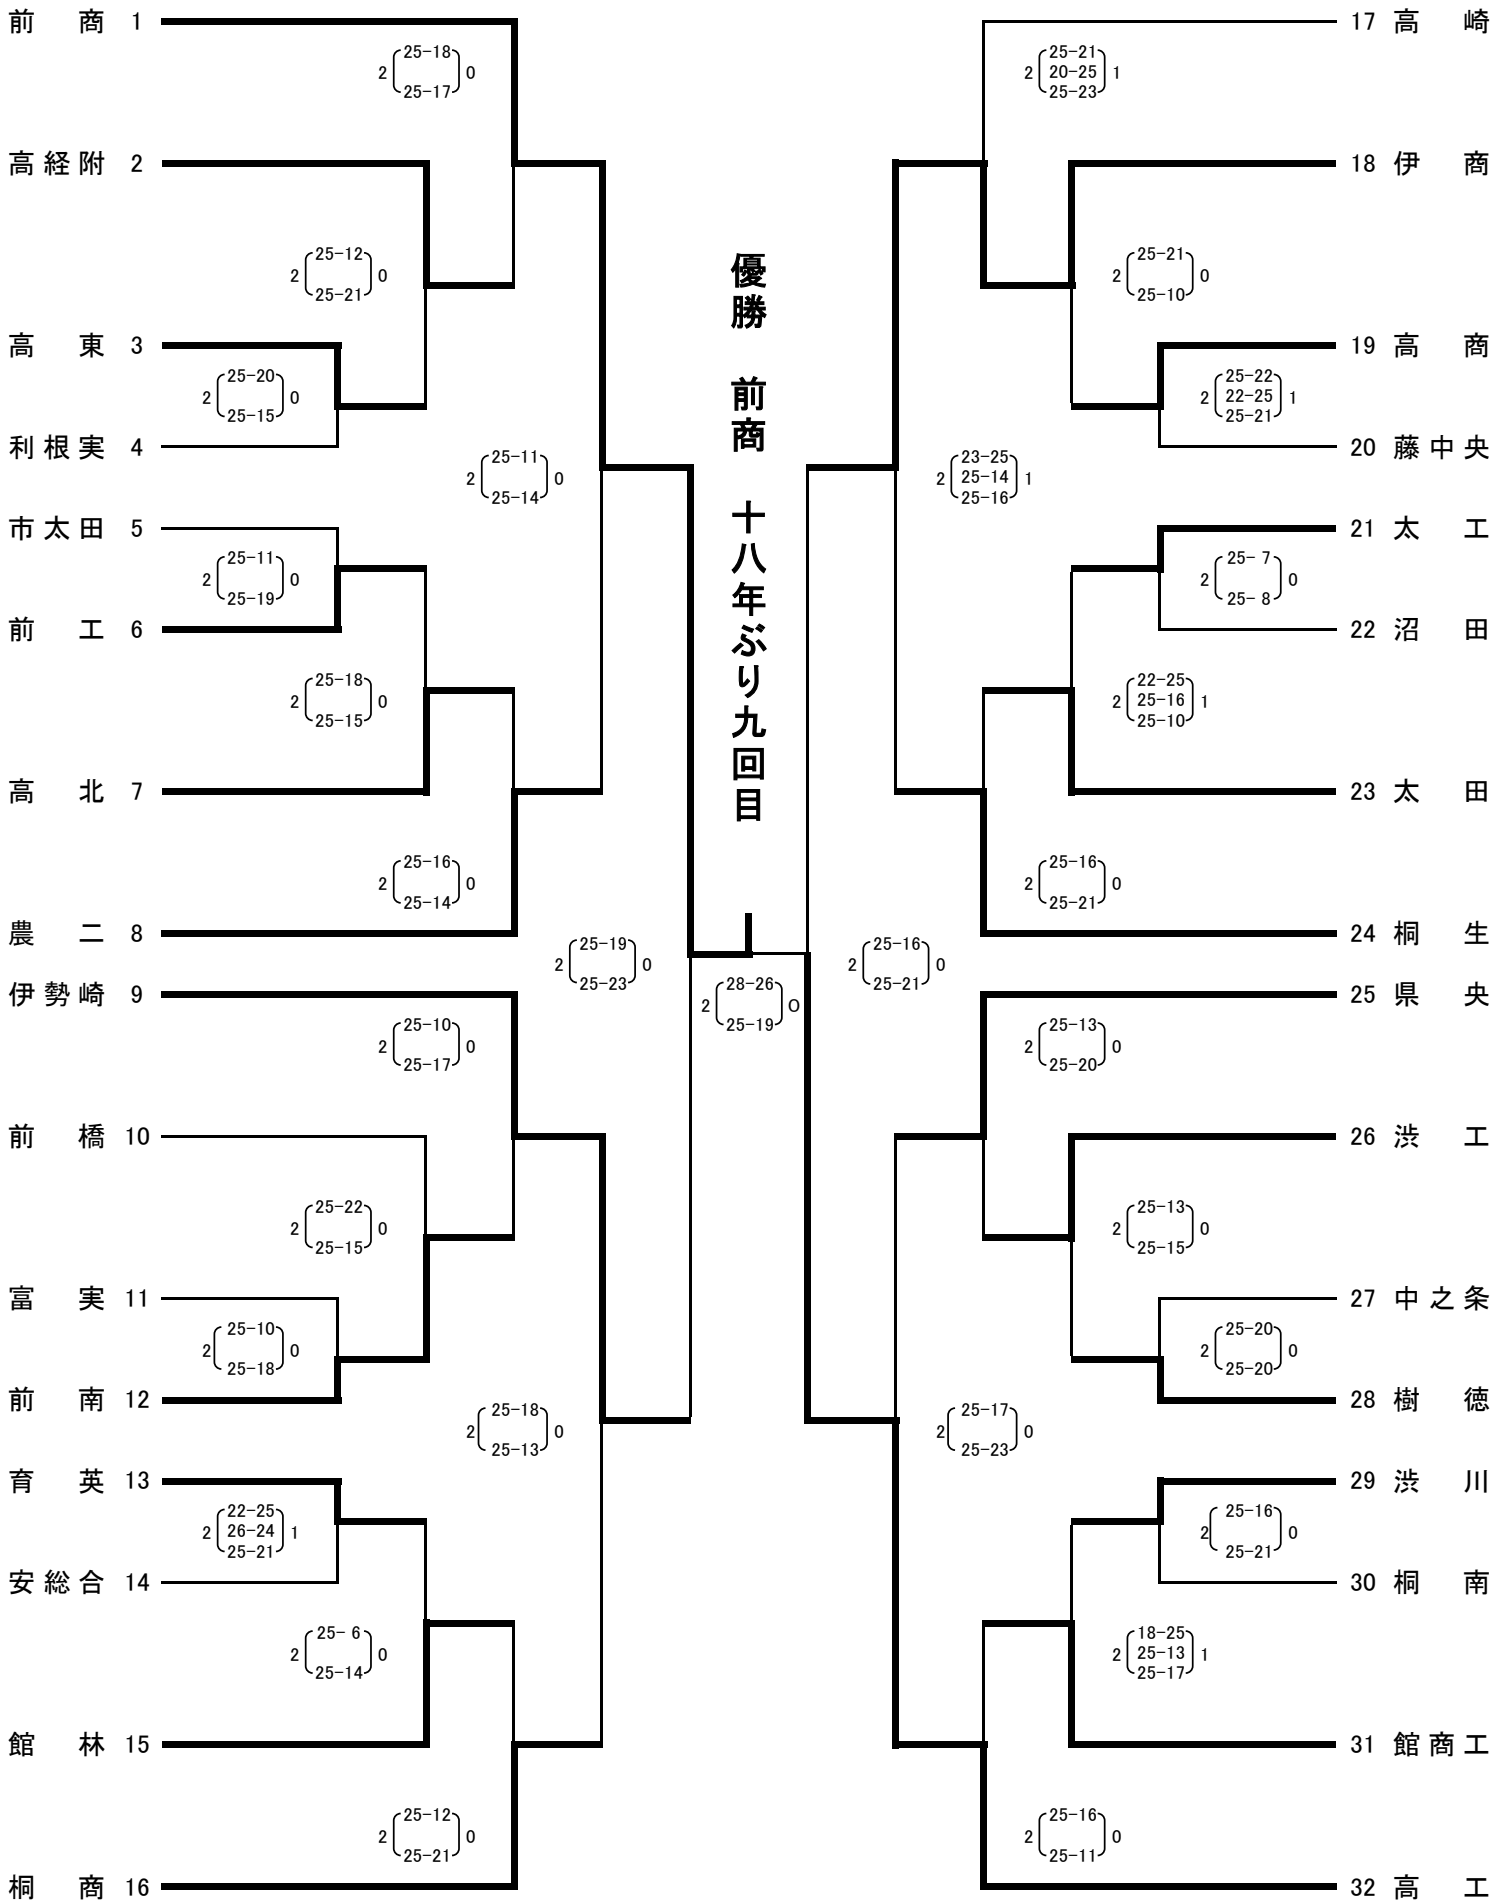 前商 1
25-18
2 0
25-17
高経附 2
25-12
2 0
25-21
高東 3
25-20
2 0
25-15
利根実 4
25-11
2 0
25-14
市太田 5
25-11
2 0
25-19
前工 6
25-18
2 0
25-15
高北 7
25-16
2 0
25-14
農二 8
25-19
2 0
25-23
伊勢崎 9
25-10
2 0
25-17
前橋 10
25-22
2 0
25-15
富実 11
25-10
2 0
25-18
前南 12
25-18
2 0
25-13
育英 13
22-25
2 26-24 1
25-21
安総合 14
25- 6
2 0
25-14
館林 15
25-12
2 0
25-21
桐商 16
優勝 前商 十八年ぶり九回目
28-26
2 0
25-19
17 高崎
25-21
2 20-25 1
25-23
18 伊商
25-21
2 0
25-10
19 高商
25-22
2 22-25 1
25-21
20 藤中央
23-25
2 25-14 1
25-16
21 太工
25- 7
2 0
25- 8
22 沼田
22-25
2 25-16 1
25-10
23 太田
25-16
2 0
25-21
24 桐生
25-16
2 0
25-21
25 県央
25-13
2 0
25-20
26 渋工
25-13
2 0
25-15
27 中之条
25-20
2 0
25-20
28 樹徳
25-17
2 0
25-23
29 渋川
25-16
2 0
25-21
30 桐南
18-25
2 25-13 1
25-17
31 館商工
25-16
2 0
25-11
32 高工